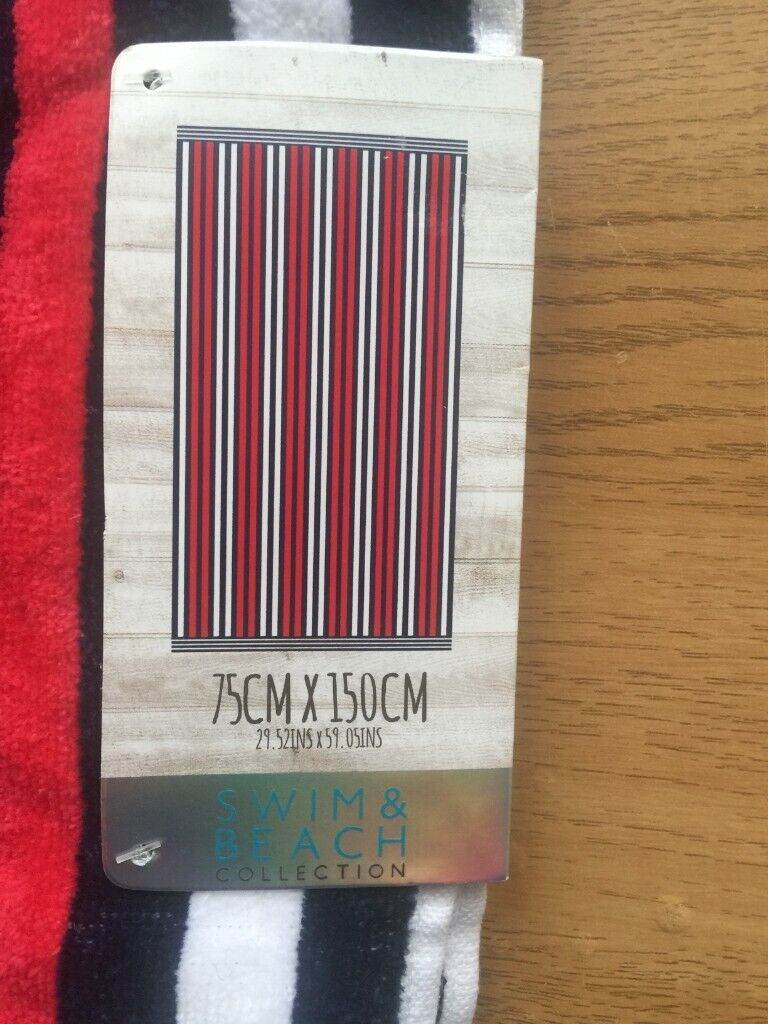 75CM X 150CM
29.52INS x 59.05INS
SWIM &
BEACH
COLLECTION